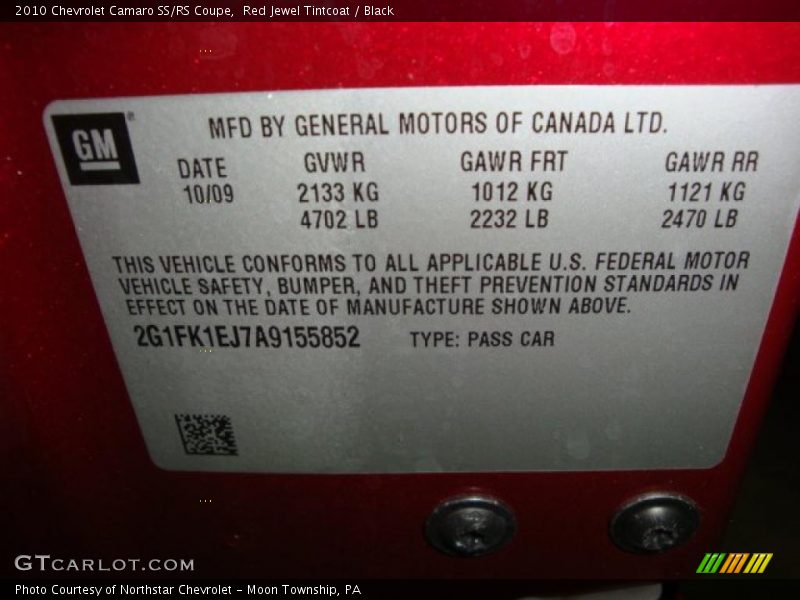 2010 Chevrolet Camaro SS/RS Coupe, Red Jewel Tintcoat / Black
GM
MFD BY GENERAL MOTORS OF CANADA LTD.
DATE GVWR GAWR FRT GAWR RR
10/09 2133 KG 1012 KG 1121 KG
4702 LB 2232 LB 2470 LB
THIS VEHICLE CONFORMS TO ALL APPLICABLE U.S. FEDERAL MOTOR
VEHICLE SAFETY, BUMPER, AND THEFT PREVENTION STANDARDS IN
EFFECT ON THE DATE OF MANUFACTURE SHOWN ABOVE.
2G1FK1EJ7A9155852 TYPE: PASS CAR
GTCARLOT.COM
Photo Courtesy of Northstar Chevrolet - Moon Township, PA